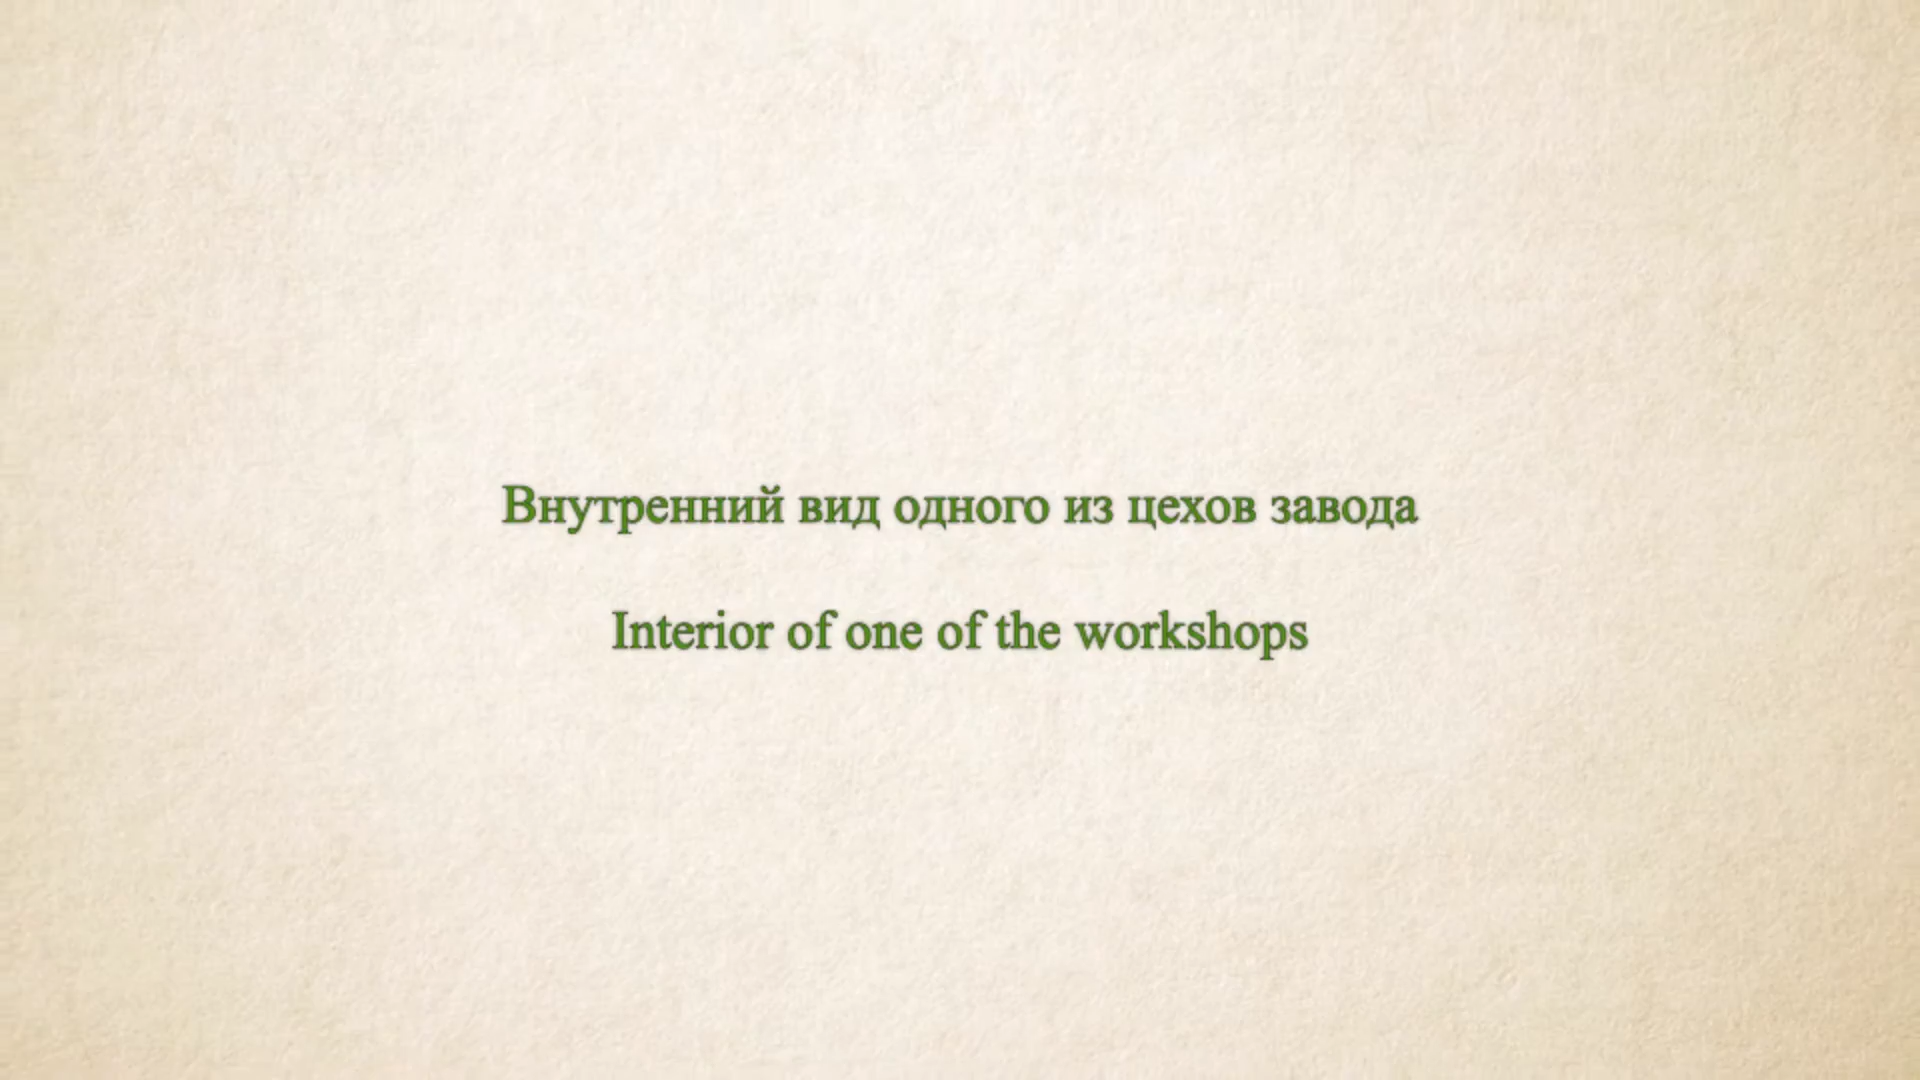 Внутренний вид одного из цехов завода
Interior of one of the workshops